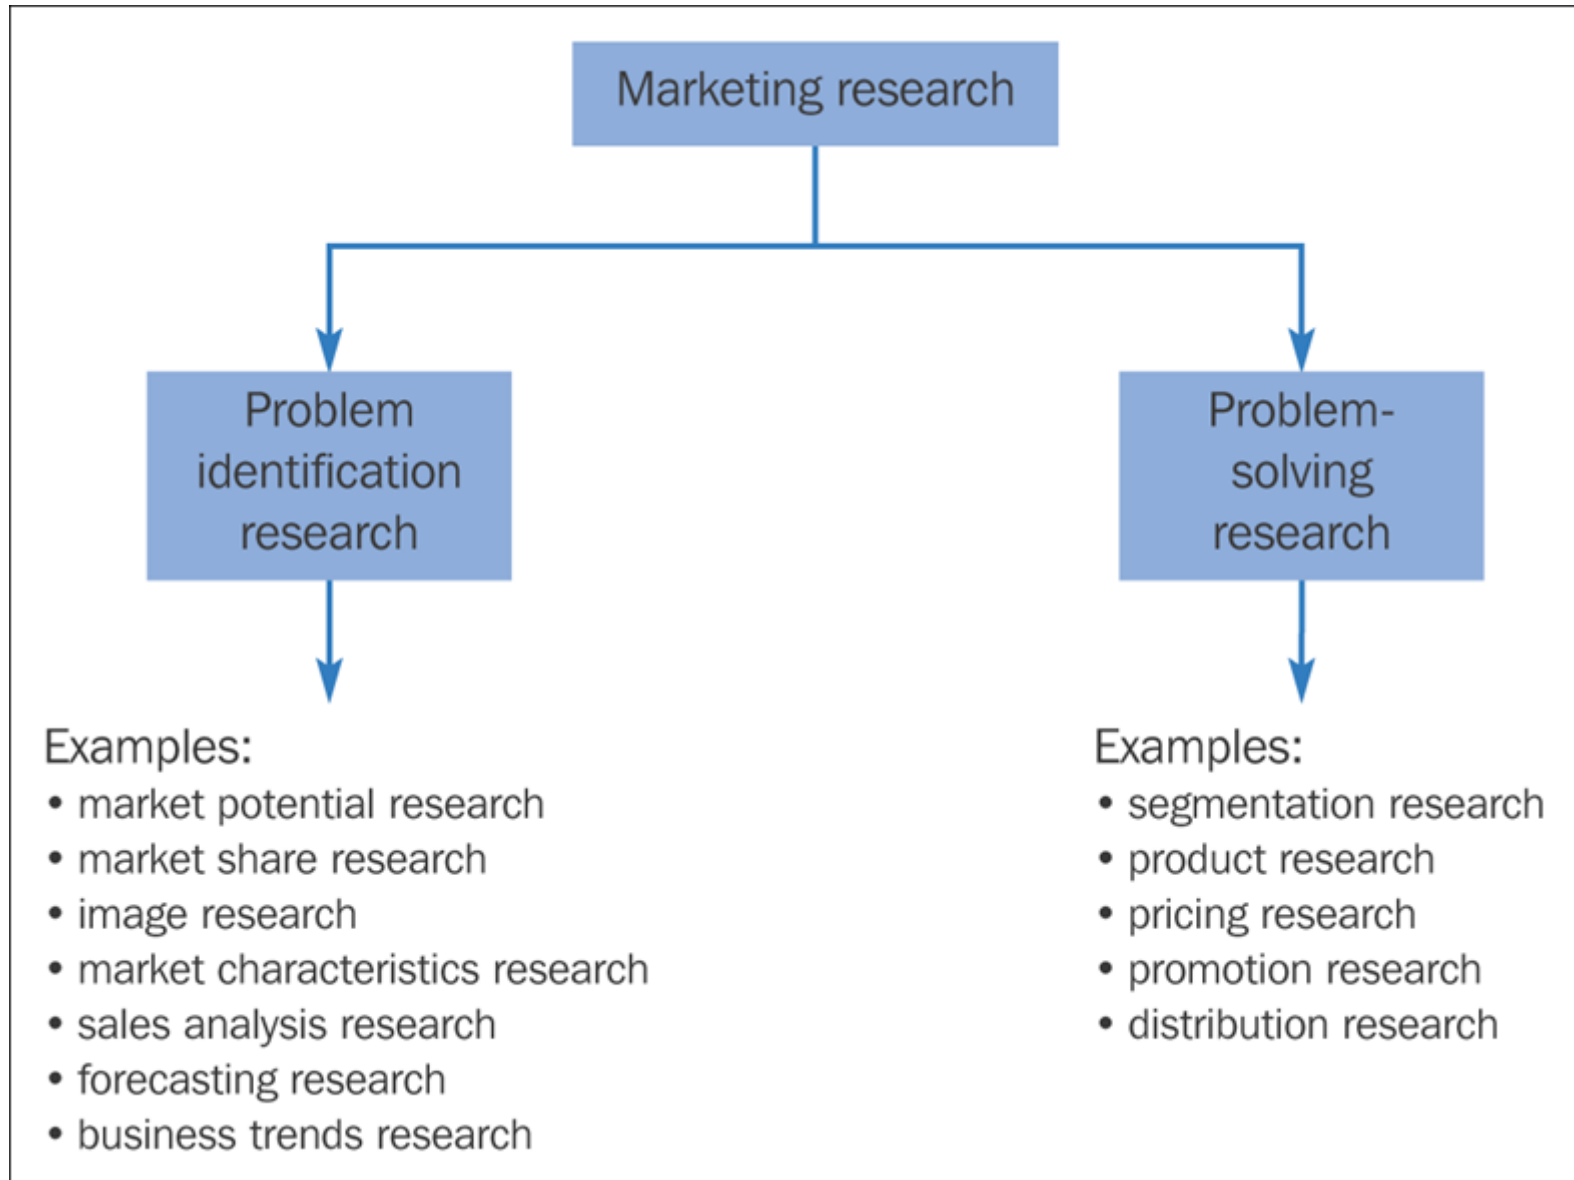 Marketing research
Problem
identification
research
Examples:
• market potential research
• market share research
• image research
• market characteristics research
• sales analysis research
• forecasting research
• business trends research
Problem-
solving
research
Examples:
• segmentation research
• product research
• pricing research
• promotion research
• distribution research